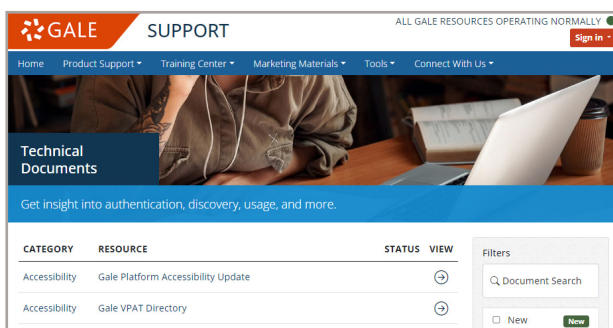 GALE SUPPORT
ALL GALE RESOURCES OPERATING NORMALLY
Sign in
Home Product Support Training Center Marketing Materials Tools Connect With Us
Technical
Documents
Get insight into authentication, discovery, usage, and more.
CATEGORY RESOURCE STATUS VIEW
Accessibility Gale Platform Accessibility Update
Accessibility Gale VPAT Directory
Filters
Document Search
New New